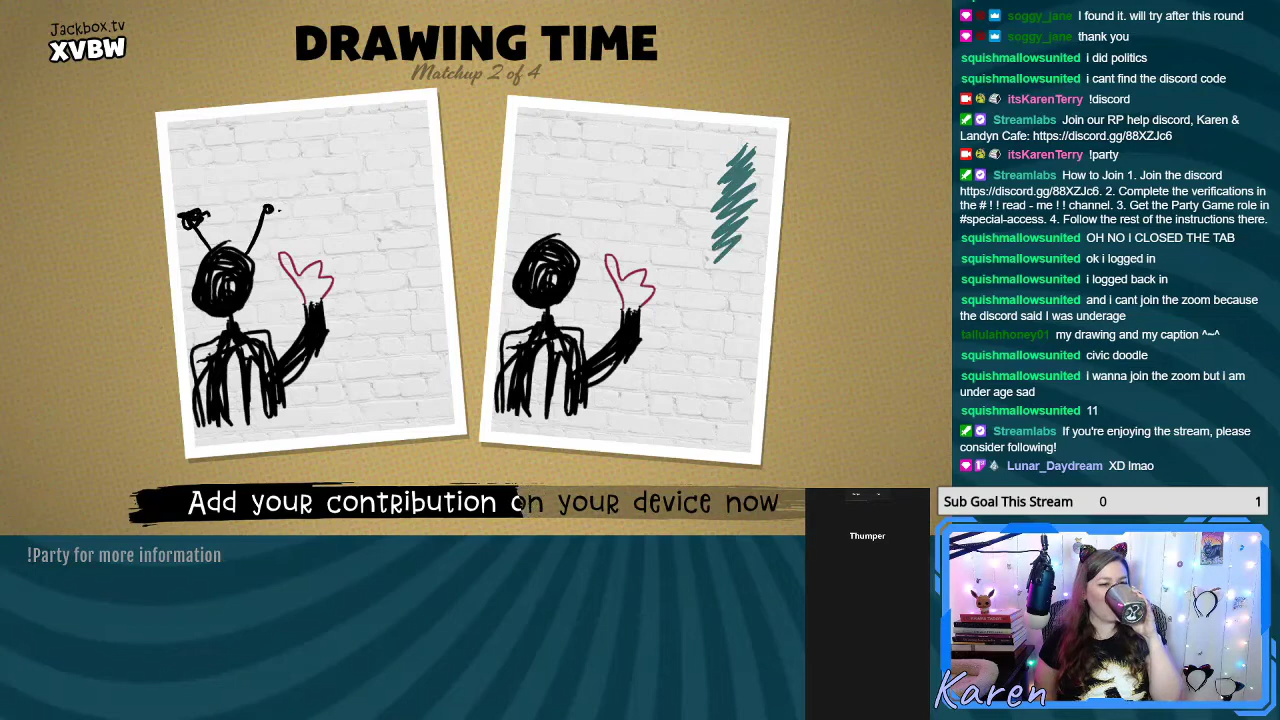 Jackbox.tv
XVBW
DRAWING TIME
Matchup 2 of 4
Add your contribution on your device now
!Party for more information
Thumper
soggy_jane I found it. will try after this round
soggy_jane thank you
squishmallowsunited i did politics
squishmallowsunited i cant find the discord code
itsKarenTerry !discord
Streamlabs Join our RP help discord, Karen &
Landyn Cafe: https://discord.gg/88XZJc6
itsKarenTerry !party
Streamlabs How to Join 1. Join the discord
https://discord.gg/88XZJc6. 2. Complete the verifications in
the # ! ! read - me ! ! channel. 3. Get the Party Game role in
#special-access. 4. Follow the rest of the instructions there.
squishmallowsunited OH NO I CLOSED THE TAB
squishmallowsunited ok i logged in
squishmallowsunited i logged back in
squishmallowsunited and i cant join the zoom because
the discord said I was underage
tallulahhoney01 my drawing and my caption ^~^
squishmallowsunited civic doodle
squishmallowsunited i wanna join the zoom but i am
under age sad
squishmallowsunited 11
Streamlabs If you're enjoying the stream, please
consider following!
Lunar_Daydream XD lmao
Sub Goal This Stream 0 1
Karen